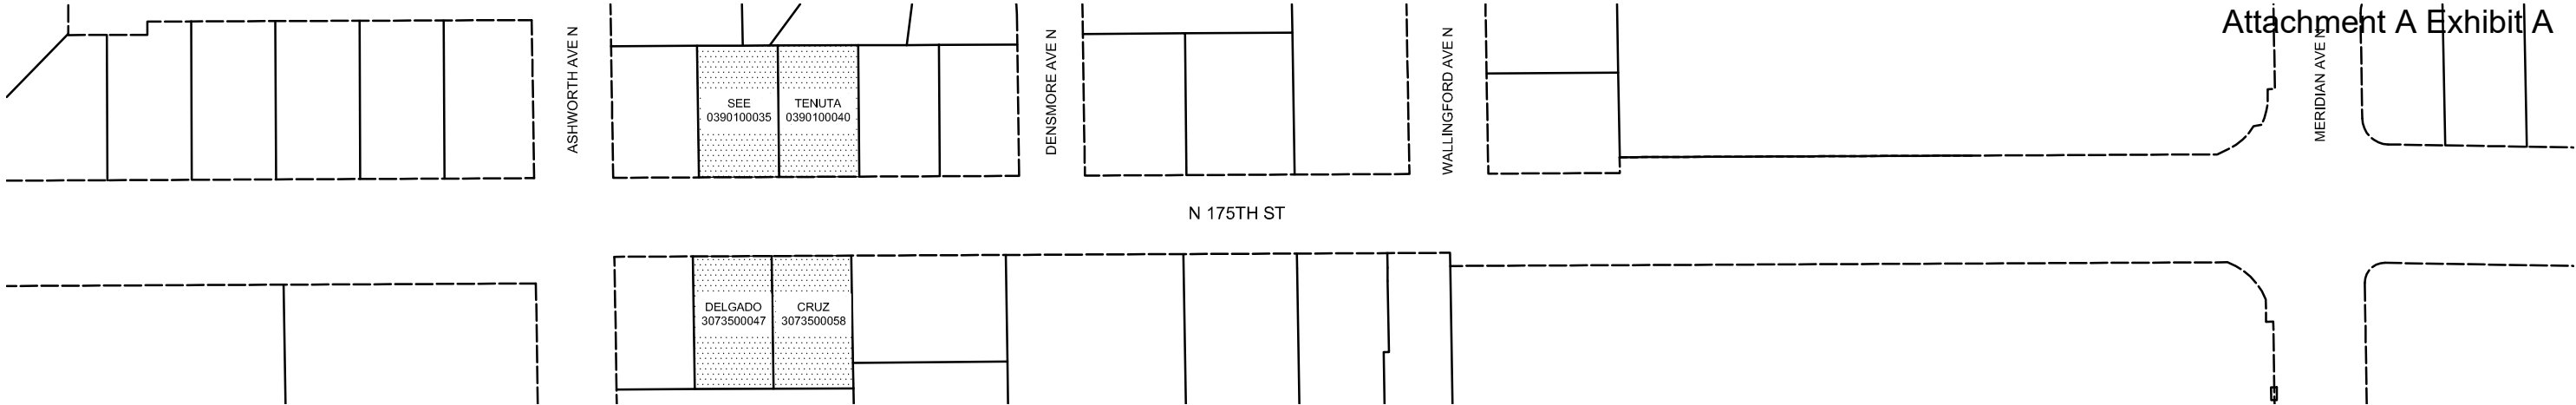 Attachment A Exhibit A
ASHWORTH AVE N
DENSMORE AVE N
WALLINGFORD AVE N
MERIDIAN AVE N
SEE
0390100035
TENUTA
0390100040
N 175TH ST
DELGADO
3073500047
CRUZ
3073500058